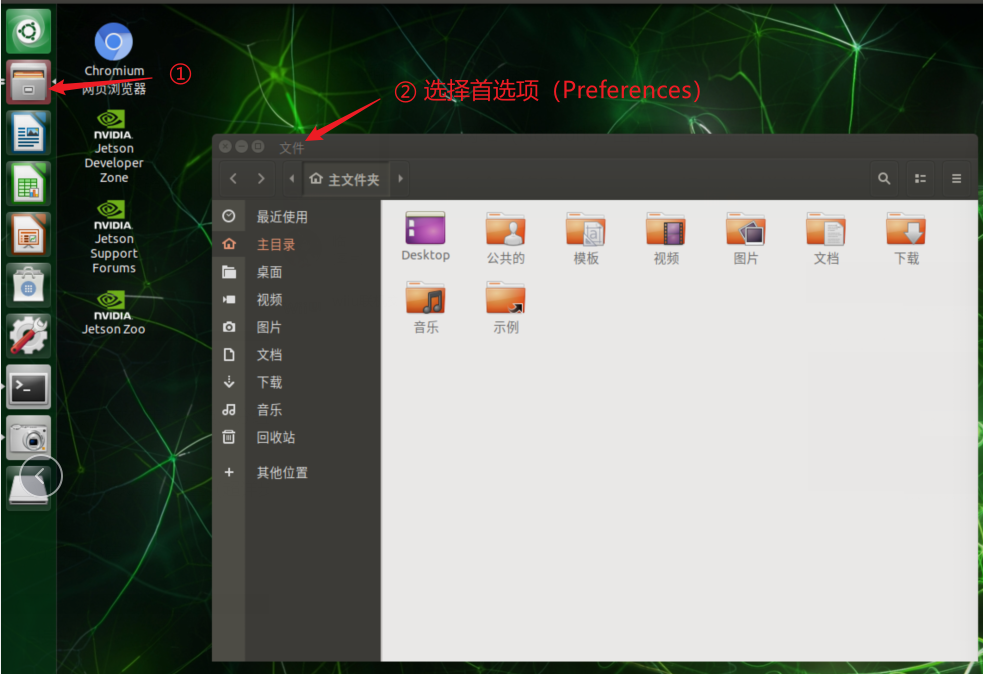 Chromium
网页浏览器
①
② 选择首选项（Preferences）
NVIDIA.
Jetson
Developer
Zone
NVIDIA.
Jetson
Support
Forums
NVIDIA.
Jetson Zoo
文件
主文件夹
最近使用
主目录
桌面
视频
图片
文档
下载
音乐
回收站
其他位置
Desktop
公共的
模板
视频
图片
文档
下载
音乐
示例